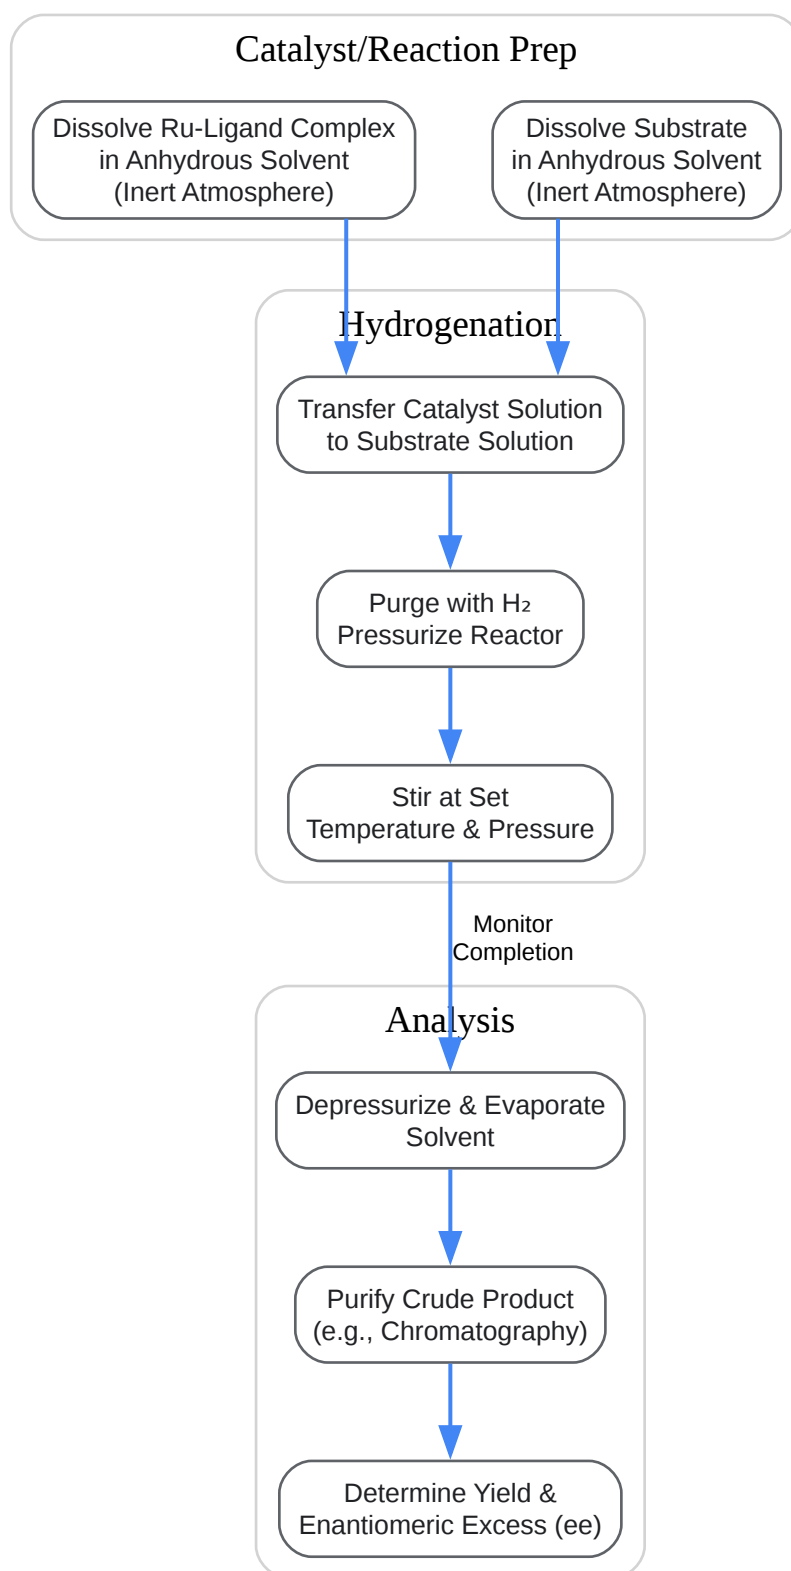 Catalyst/Reaction Prep
Dissolve Ru-Ligand Complex
in Anhydrous Solvent
(Inert Atmosphere)
Dissolve Substrate
in Anhydrous Solvent
(Inert Atmosphere)
Hydrogenation
Transfer Catalyst Solution
to Substrate Solution
Purge with H₂
Pressurize Reactor
Stir at Set
Temperature & Pressure
Monitor
Completion
Analysis
Depressurize & Evaporate
Solvent
Purify Crude Product
(e.g., Chromatography)
Determine Yield &
Enantiomeric Excess (ee)